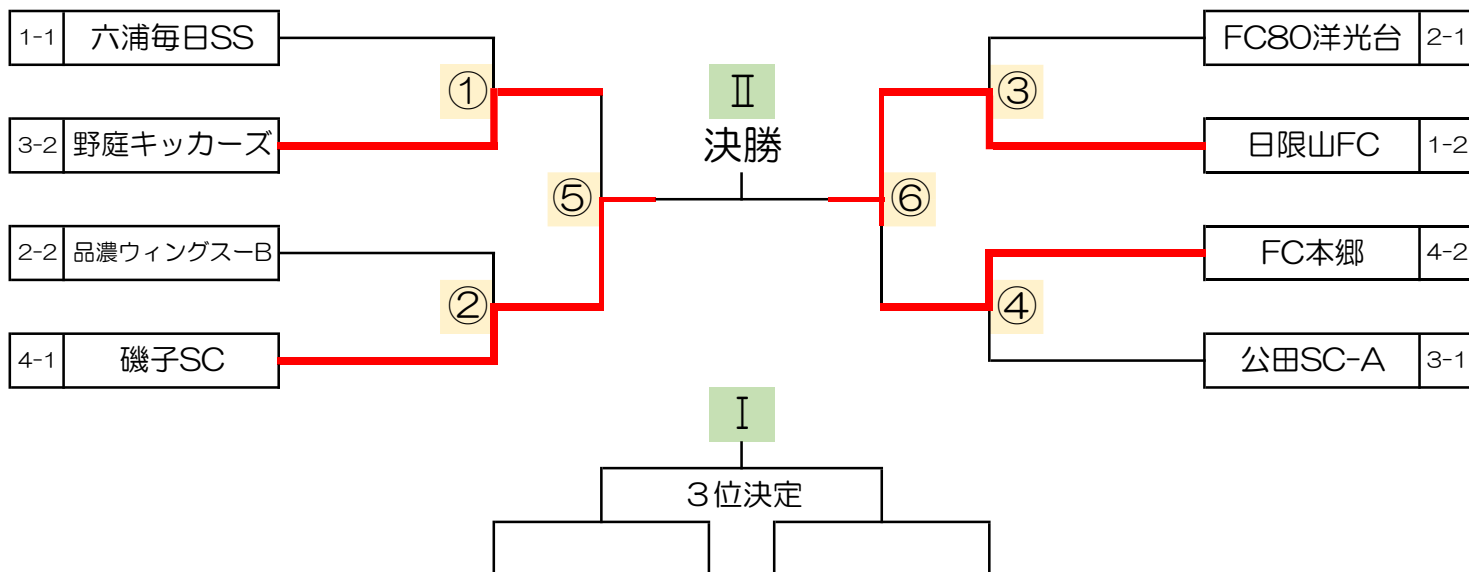 1-1 六浦毎日SS
FC80洋光台 2-1
①
Ⅱ
③
決勝
3-2 野庭キッカーズ
日限山FC 1-2
⑤
⑥
2-2 品濃ウィングスーB
FC本郷 4-2
②
④
4-1 磯子SC
公田SC-A 3-1
Ⅰ
3位決定